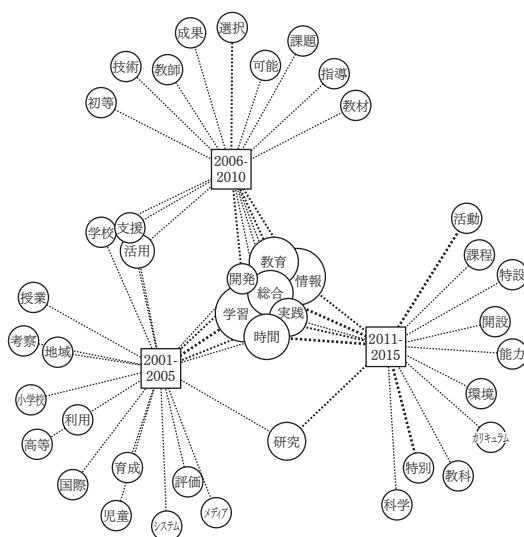 選択
成果
課題
技術
教師
可能
指導
初等
教材
2006-
2010
学校
支援
活用
活動
課程
特設
開設
能力
環境
カリキュラム
教科
特別
科学
教育
情報
開発
総合
学習
実践
時間
2011-
2015
研究
授業
考察
地域
2001-
2005
小学校
利用
高等
国際
育成
児童
システム
評価
メディア